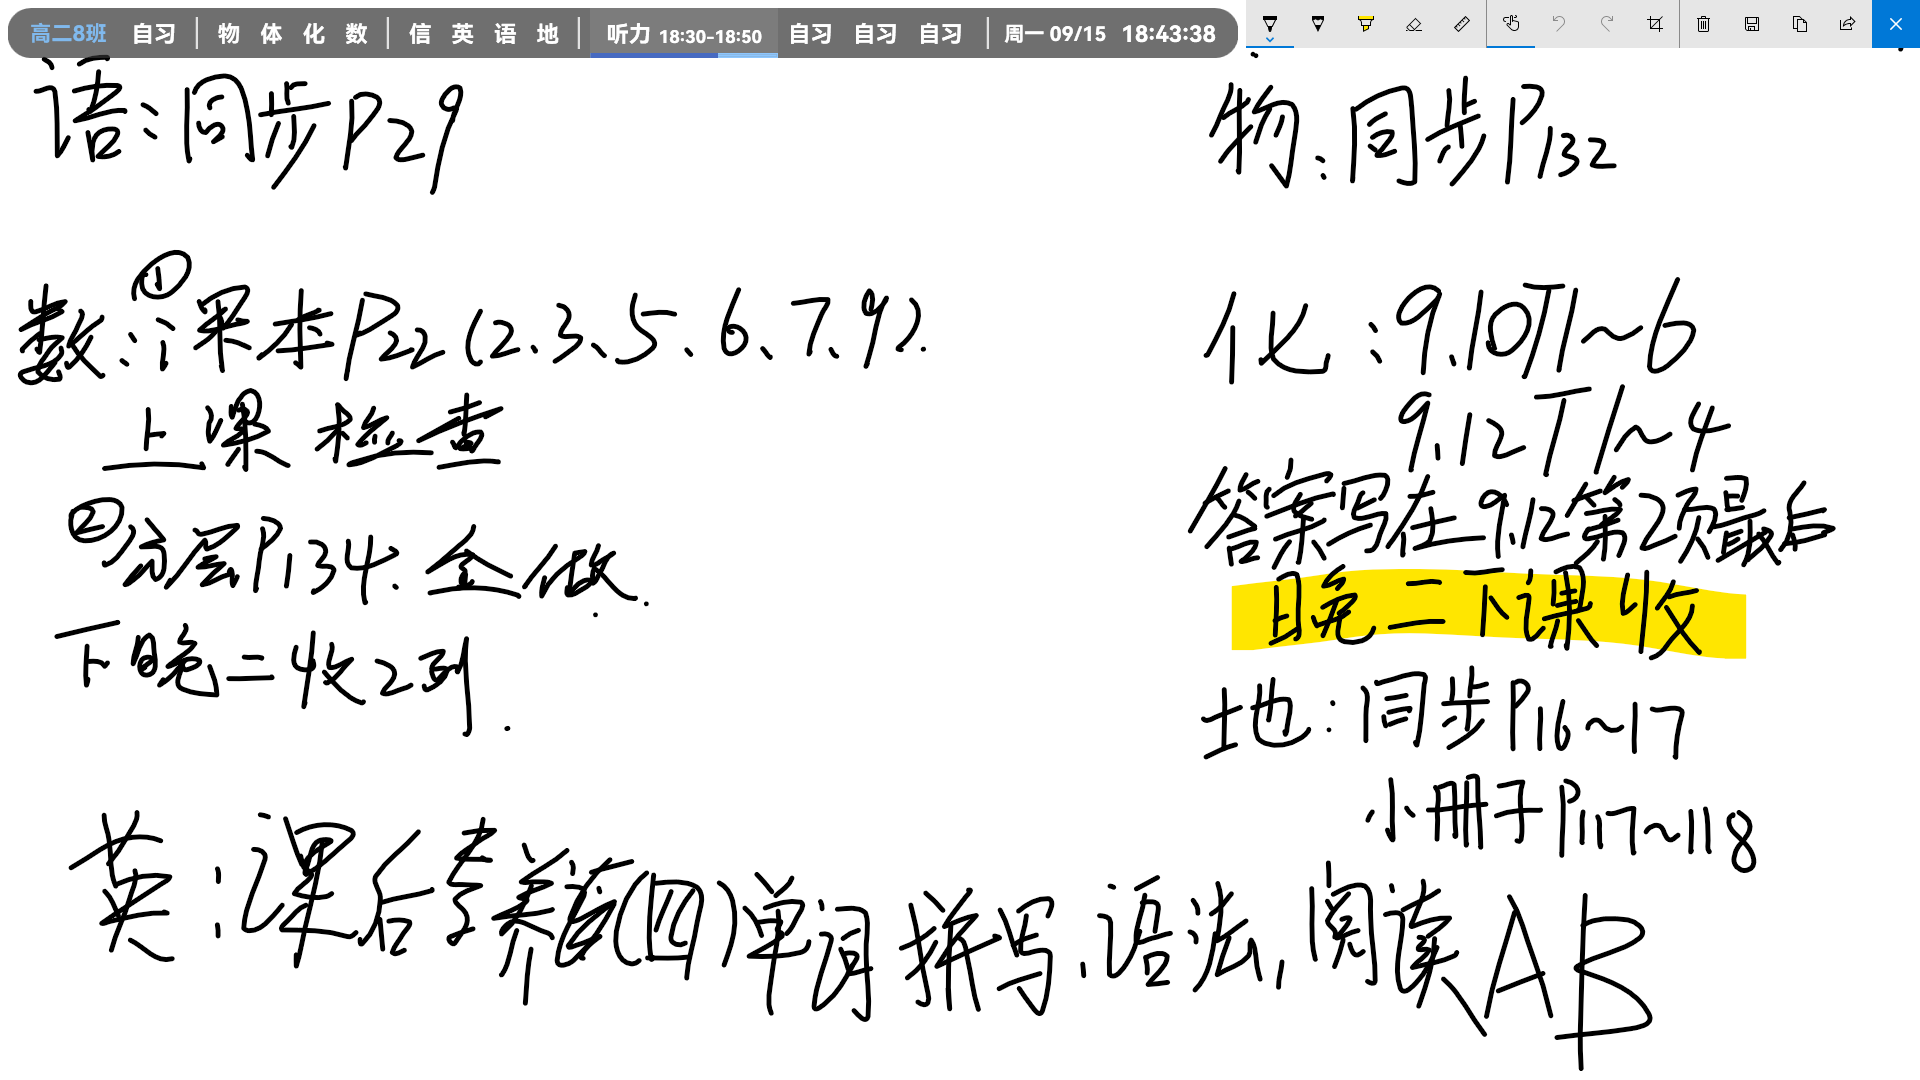 高二8班 自习 | 物 体 化 数 | 信 英 语 地 | 听力 18:30-18:50 自习 自习 自习 | 周一 09/15 18:43:38
语:同步P29
数:①课本P22(2、3、5、6、7、9).
上课检查
②分层P134.全做.
下晚二收2列.
英:课后素养(四)单词拼写、语法,阅读AB
物:同步P132
化:9.10T1~6
9.12T1~4
答案写在9.12第2项最后
晚二下课收
地:同步P16~17
小册子P117~118